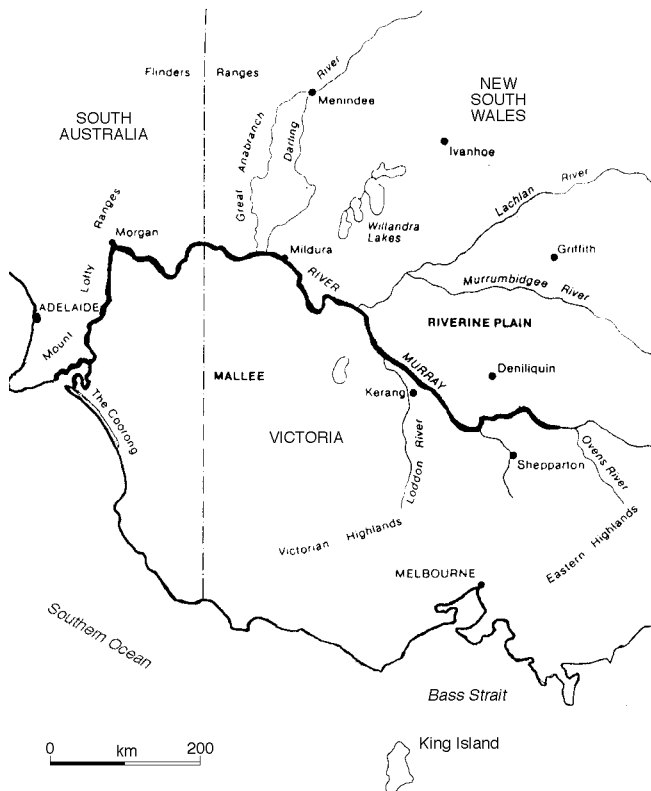 Flinders Ranges
River
Menindee
NEW
SOUTH
WALES
SOUTH
AUSTRALIA
Great Anabranch
Darling
Ivanhoe
Lachlan River
Willandra
Lakes
Mount Lofty Ranges
Morgan
Mildura
Griffith
RIVER
Murrumbidgee River
ADELAIDE
RIVERINE PLAIN
MURRAY
MALLEE
Deniliquin
Kerang
The Coorong
VICTORIA
Loddon River
Shepparton
Ovens River
Victorian Highlands
Eastern Highlands
MELBOURNE
Southern Ocean
Bass Strait
0 km 200
King Island